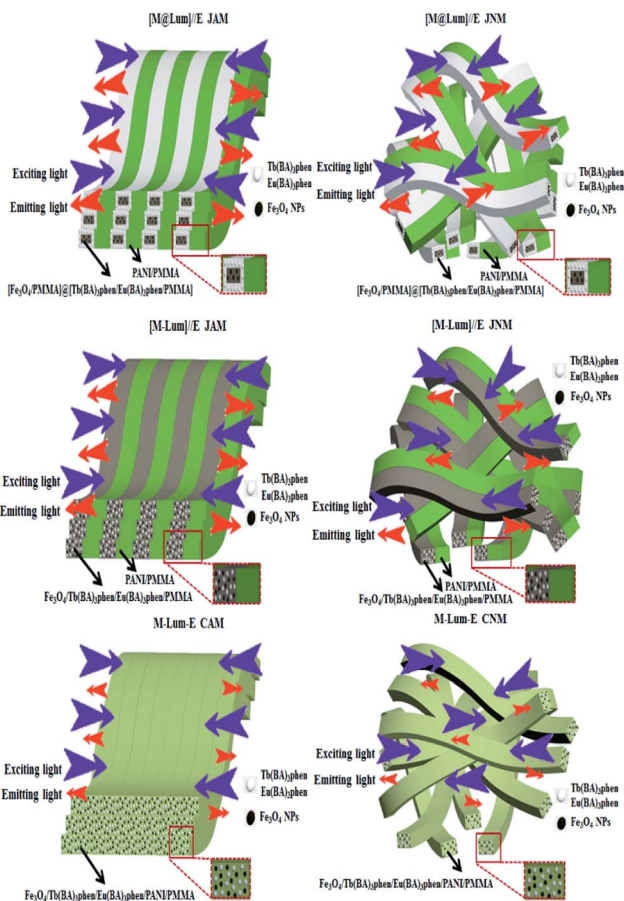 [M@Lum]//E JAM
Exciting light
Emitting light
Tb(BA)₃phen
Eu(BA)₃phen
Fe₃O₄ NPs
PANI/PMMA
[Fe₃O₄/PMMA]@[Tb(BA)₃phen/Eu(BA)₃phen/PMMA]
[M@Lum]//E JNM
Exciting light
Emitting light
Tb(BA)₃phen
Eu(BA)₃phen
Fe₃O₄ NPs
PANI/PMMA
[Fe₃O₄/PMMA]@[Tb(BA)₃phen/Eu(BA)₃phen/PMMA]
[M-Lum]//E JAM
Exciting light
Emitting light
Tb(BA)₃phen
Eu(BA)₃phen
Fe₃O₄ NPs
PANI/PMMA
Fe₃O₄/Tb(BA)₃phen/Eu(BA)₃phen/PMMA
[M-Lum]//E JNM
Exciting light
Emitting light
Tb(BA)₃phen
Eu(BA)₃phen
Fe₃O₄ NPs
PANI/PMMA
Fe₃O₄/Tb(BA)₃phen/Eu(BA)₃phen/PMMA
M-Lum-E CAM
Exciting light
Emitting light
Tb(BA)₃phen
Eu(BA)₃phen
Fe₃O₄ NPs
Fe₃O₄/Tb(BA)₃phen/Eu(BA)₃phen/PANI/PMMA
M-Lum-E CNM
Exciting light
Emitting light
Tb(BA)₃phen
Eu(BA)₃phen
Fe₃O₄ NPs
Fe₃O₄/Tb(BA)₃phen/Eu(BA)₃phen/PANI/PMMA